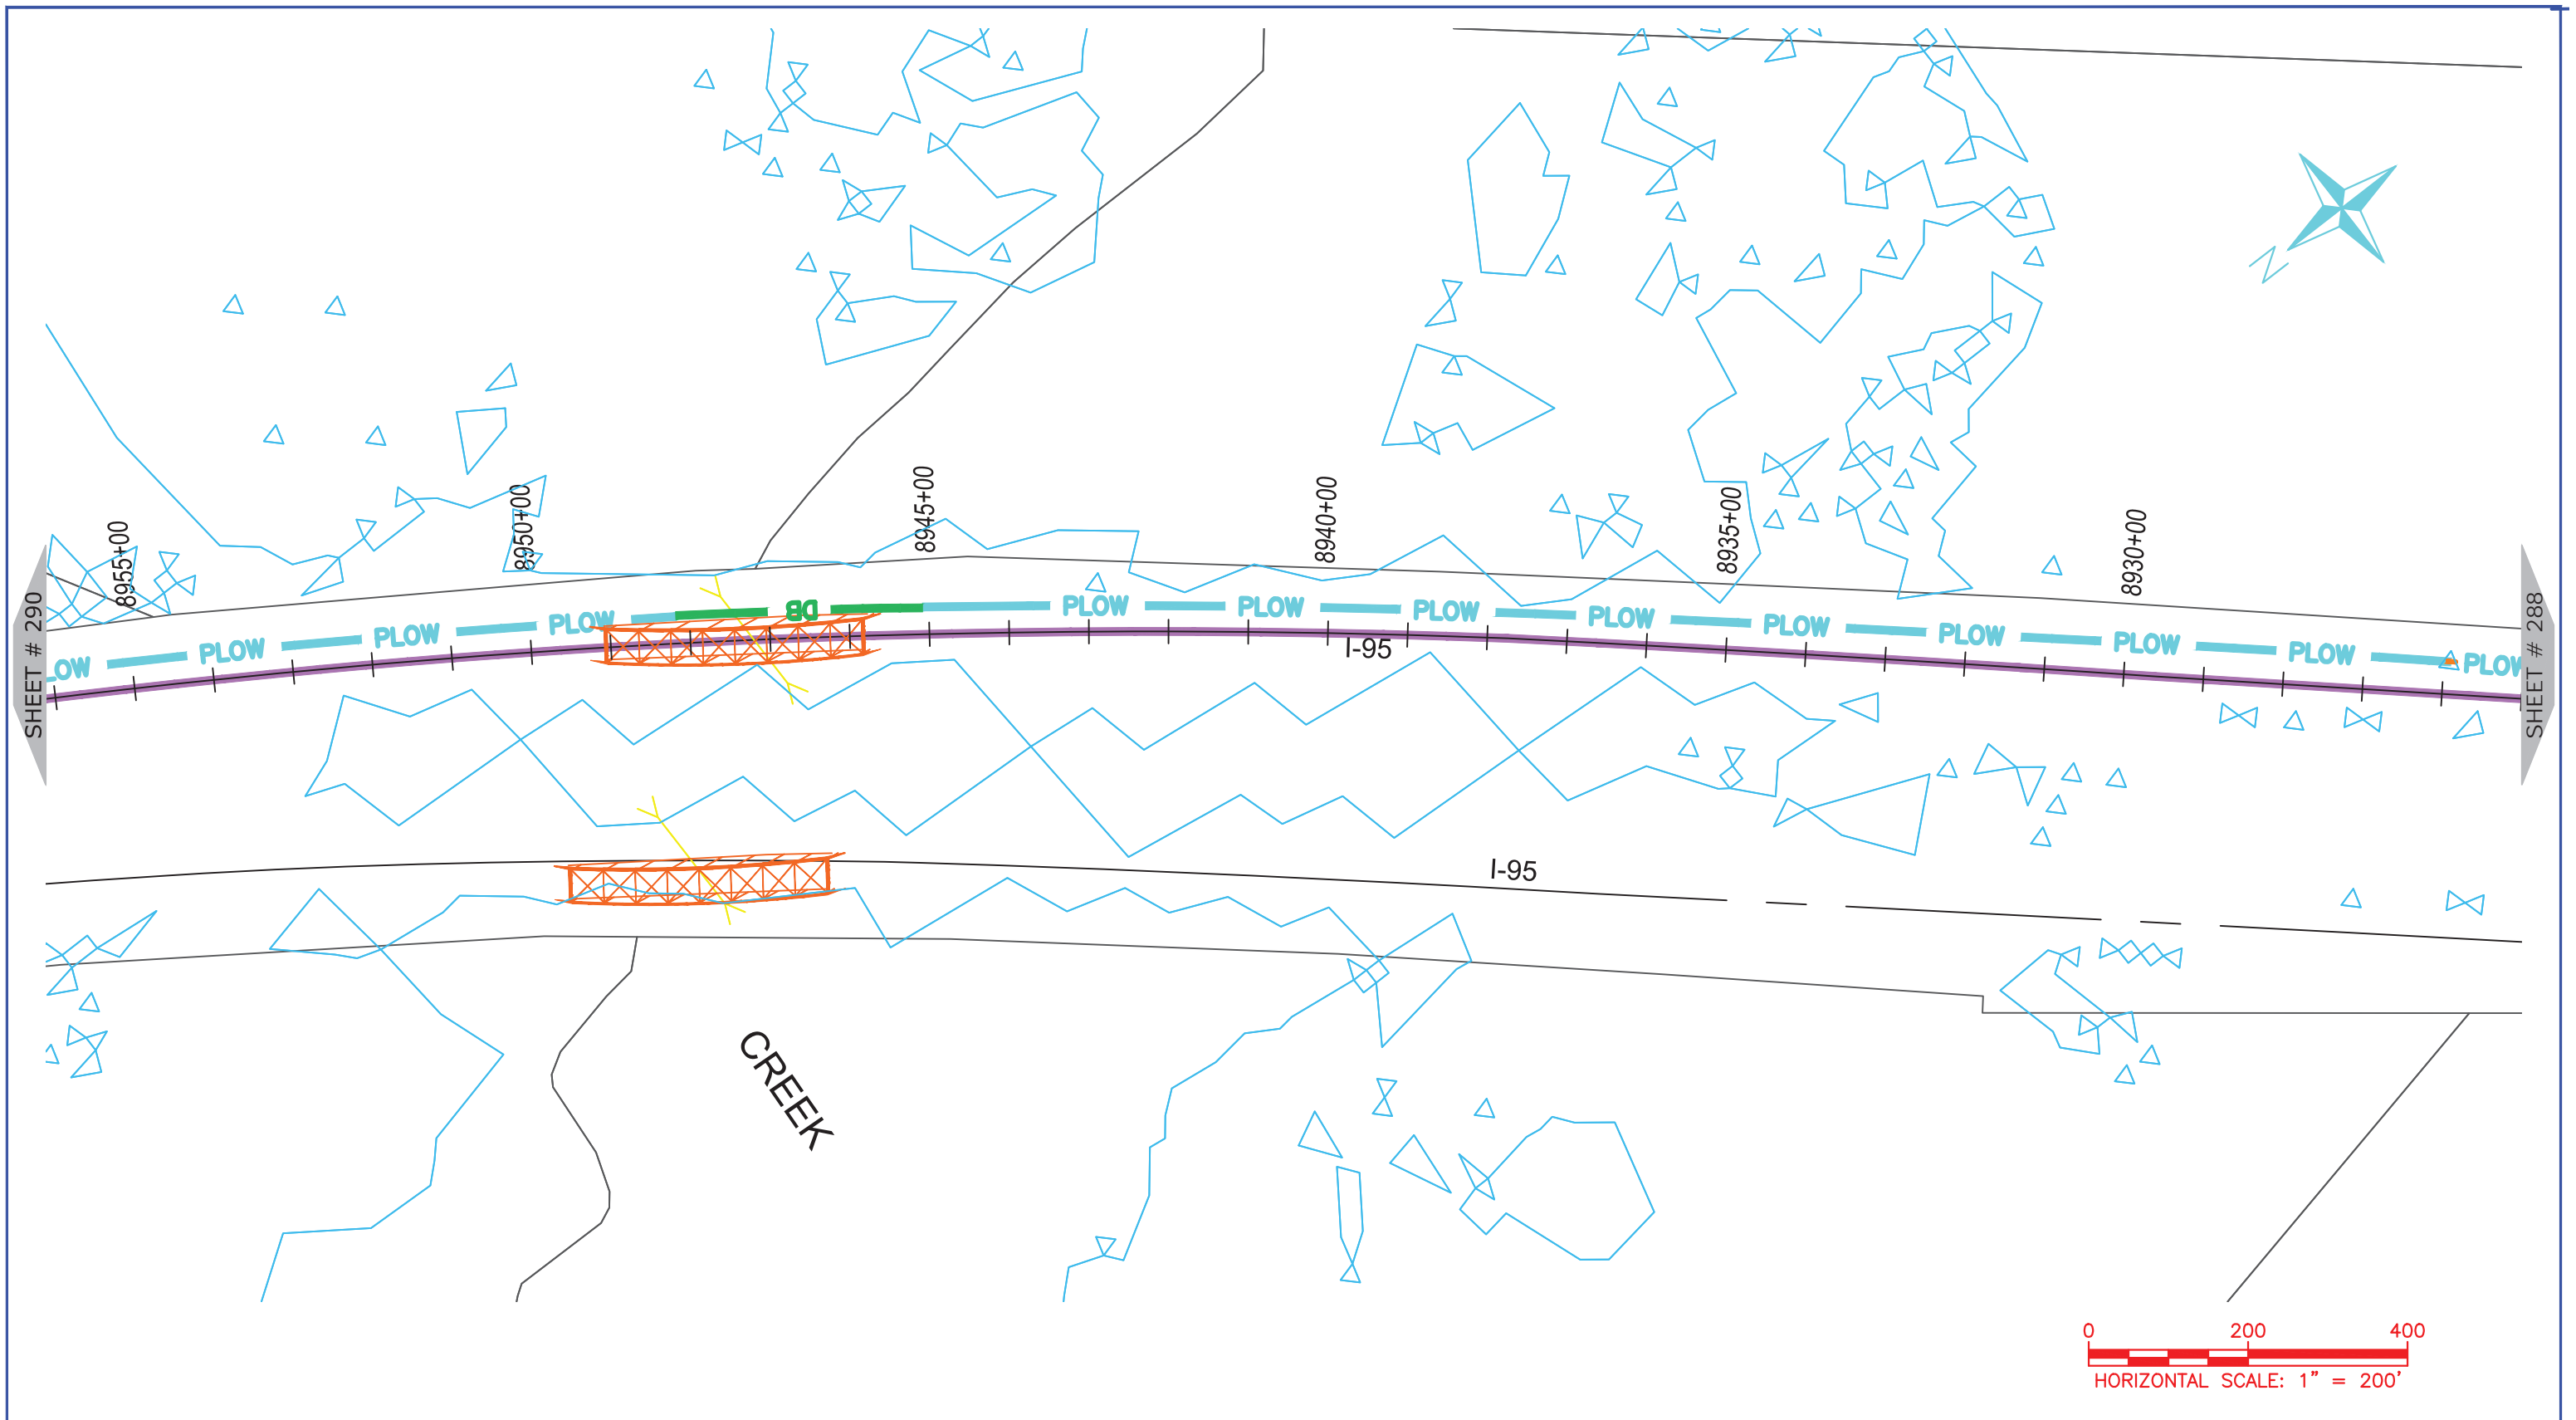 8955+00
8950+00
8945+00
8940+00
8935+00
8930+00
N
SHEET # 290
OW PLOW PLOW PLOW DB PLOW PLOW PLOW PLOW PLOW PLOW PLOW PLOW PLOW
SHEET # 288
I-95
I-95
CREEK
0 200 400
HORIZONTAL SCALE: 1" = 200'